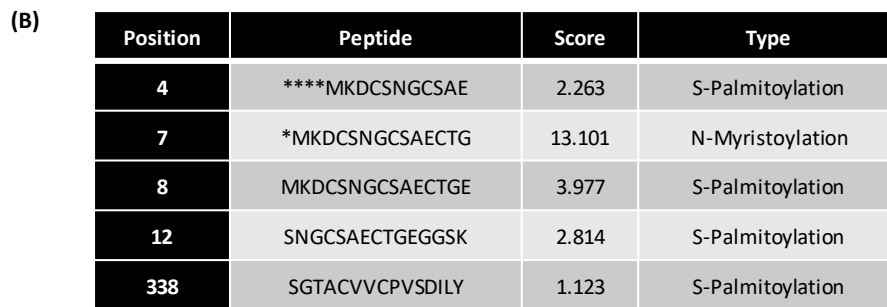 (B)
Position Peptide Score Type
4 ****MKDCSNGCSAE 2.263 S-Palmitoylation
7 *MKDCSNGCSAECTG 13.101 N-Myristoylation
8 MKDCSNGCSAECTGE 3.977 S-Palmitoylation
12 SNGCSAECTGEGGSK 2.814 S-Palmitoylation
338 SGTACVVCPVSDILY 1.123 S-Palmitoylation